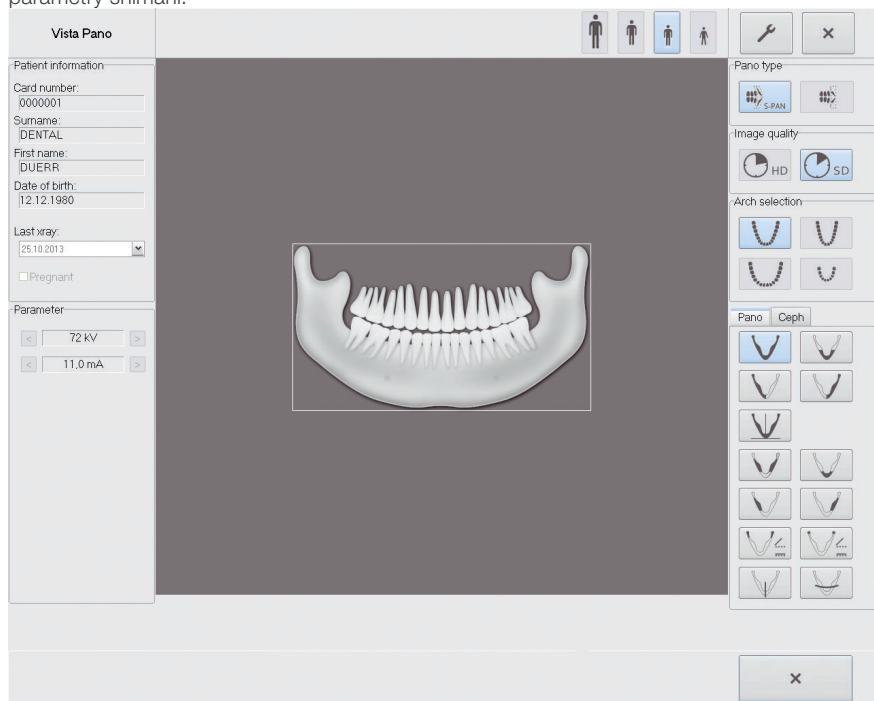 parametry snímání.
Vista Pano
Patient information
Card number:
0000001
Surname:
DENTAL
First name:
DUERR
Date of birth:
12.12.1980
Last xray:
25.10.2013
Pregnant
Parameter
< 72 kV >
< 11,0 mA >
Pano type
S-PAN
Image quality
HD SD
Arch selection
Pano Ceph